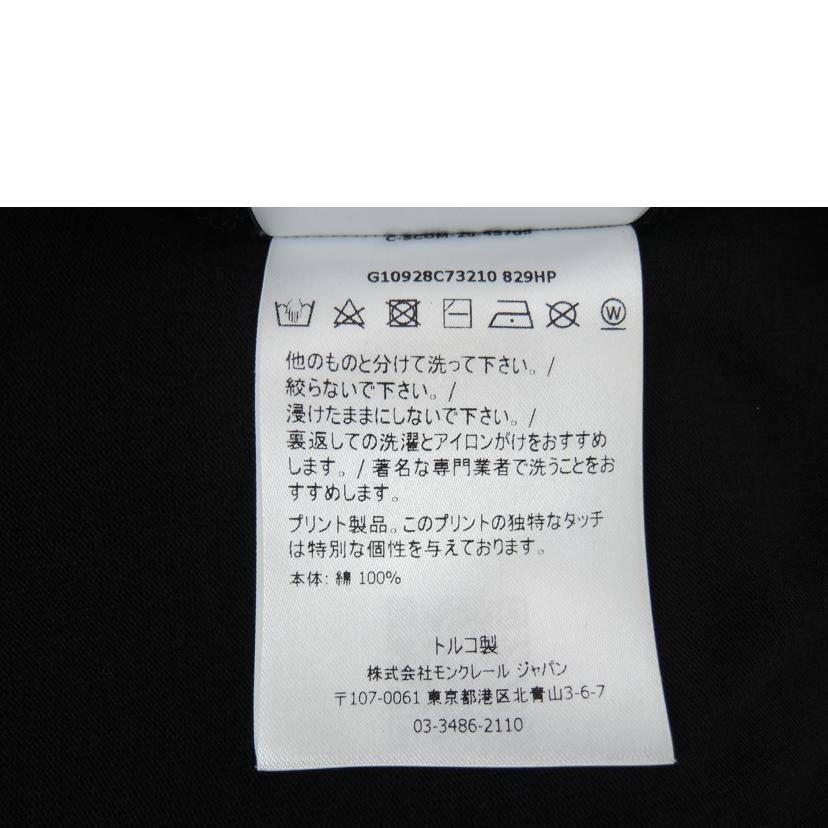 G10928C73210 829HP
W
他のものと分けて洗って下さい。/
絞らないで下さい。/
浸けたままにしないで下さい。/
裏返しての洗濯とアイロンがけをおすすめ
します。/ 著名な専門業者で洗うことをお
すすめします。
プリント製品。このプリントの独特なタッチ
は特別な個性を与えております。
本体: 綿 100%
トルコ製
株式会社モンクレール ジャパン
〒107-0061 東京都港区北青山3-6-7
03-3486-2110